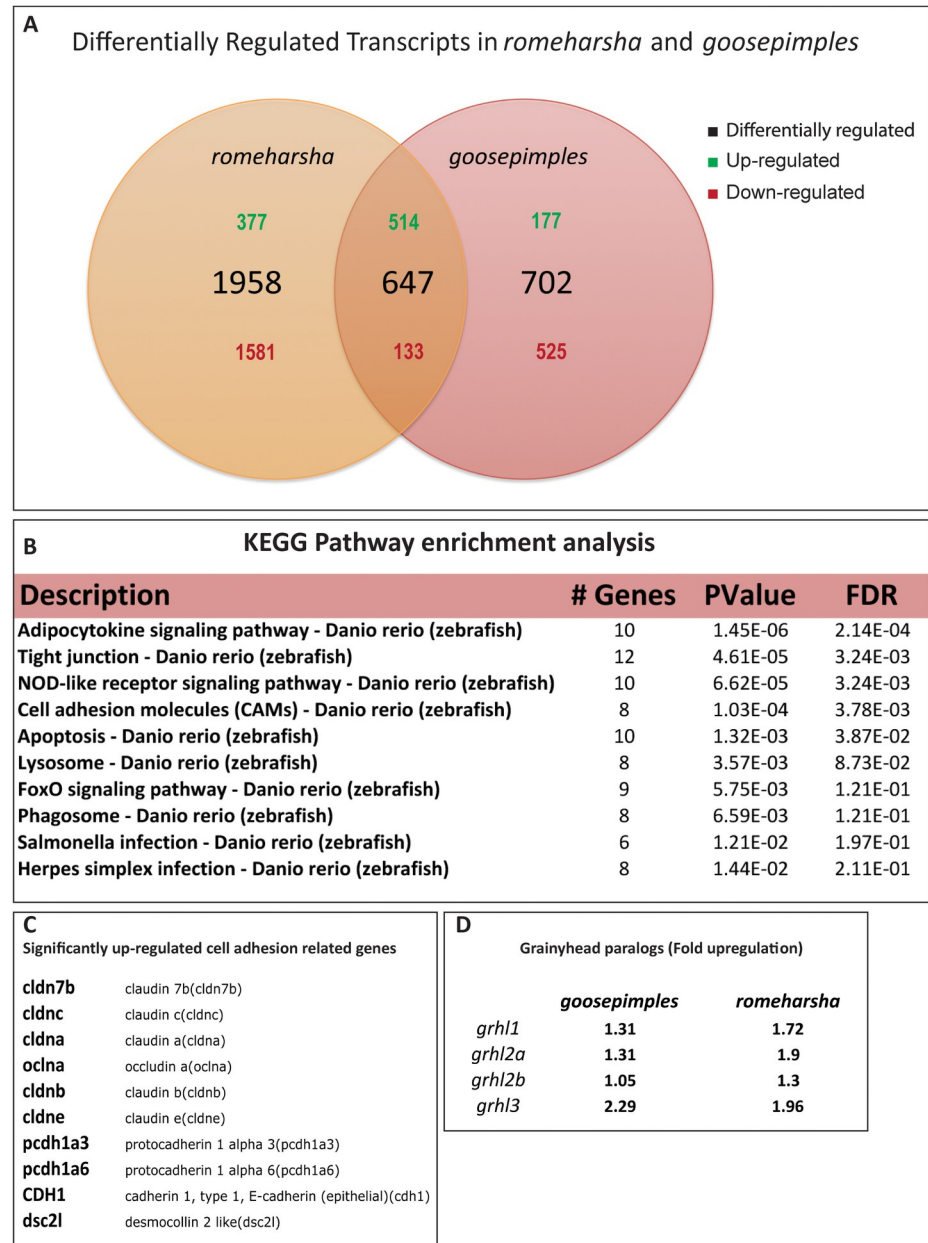 A
Differentially Regulated Transcripts in romeharsha and goosepimples
romeharsha
goosepimples
Differentially regulated
Up-regulated
Down-regulated
377
514
177
1958
647
702
1581
133
525
B
KEGG Pathway enrichment analysis
Description # Genes PValue FDR
Adipocytokine signaling pathway - Danio rerio (zebrafish) 10 1.45E-06 2.14E-04
Tight junction - Danio rerio (zebrafish) 12 4.61E-05 3.24E-03
NOD-like receptor signaling pathway - Danio rerio (zebrafish) 10 6.62E-05 3.24E-03
Cell adhesion molecules (CAMs) - Danio rerio (zebrafish) 8 1.03E-04 3.78E-03
Apoptosis - Danio rerio (zebrafish) 10 1.32E-03 3.87E-02
Lysosome - Danio rerio (zebrafish) 8 3.57E-03 8.73E-02
FoxO signaling pathway - Danio rerio (zebrafish) 9 5.75E-03 1.21E-01
Phagosome - Danio rerio (zebrafish) 8 6.59E-03 1.21E-01
Salmonella infection - Danio rerio (zebrafish) 6 1.21E-02 1.97E-01
Herpes simplex infection - Danio rerio (zebrafish) 8 1.44E-02 2.11E-01
C
Significantly up-regulated cell adhesion related genes
cldn7b claudin 7b(cldn7b)
cldnc claudin c(cldnc)
cldna claudin a(cldna)
oclna occludin a(oclna)
cldnb claudin b(cldnb)
cldne claudin e(cldne)
pcdh1a3 protocadherin 1 alpha 3(pcdh1a3)
pcdh1a6 protocadherin 1 alpha 6(pcdh1a6)
CDH1 cadherin 1, type 1, E-cadherin (epithelial)(cdh1)
dsc2l desmocollin 2 like(dsc2l)
D
Grainyhead paralogs (Fold upregulation)
goosepimples romeharsha
grhl1 1.31 1.72
grhl2a 1.31 1.9
grhl2b 1.05 1.3
grhl3 2.29 1.96